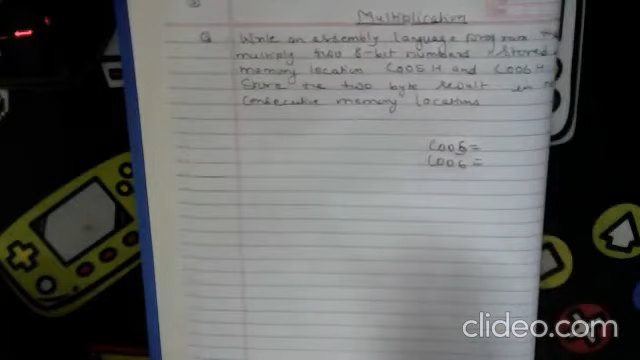 Multiplication
Q Write an assembly language program to
multiply two 8-bit numbers stored
memory location C005H and C006H
Store the two byte result in
consecutive memory locations
C005=
C006=
clideo.com